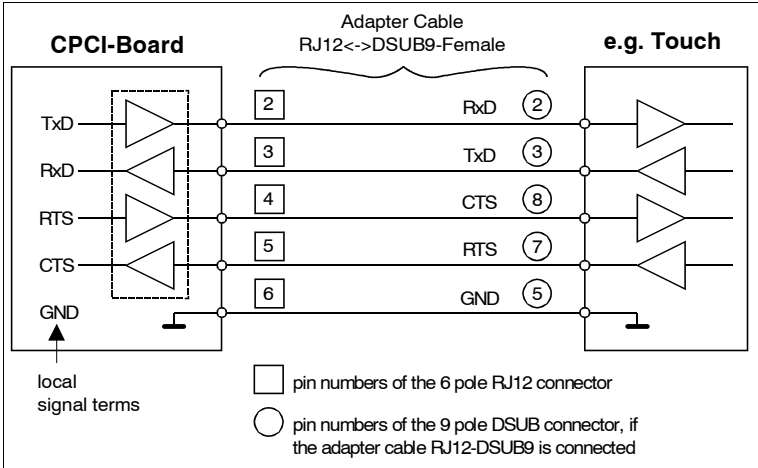 Adapter Cable
RJ12<->DSUB9-Female
CPCI-Board
e.g. Touch
TxD
2
RxD
2
RxD
3
TxD
3
RTS
4
CTS
8
CTS
5
RTS
7
GND
6
GND
5
local
signal terms
pin numbers of the 6 pole RJ12 connector
pin numbers of the 9 pole DSUB connector, if
the adapter cable RJ12-DSUB9 is connected